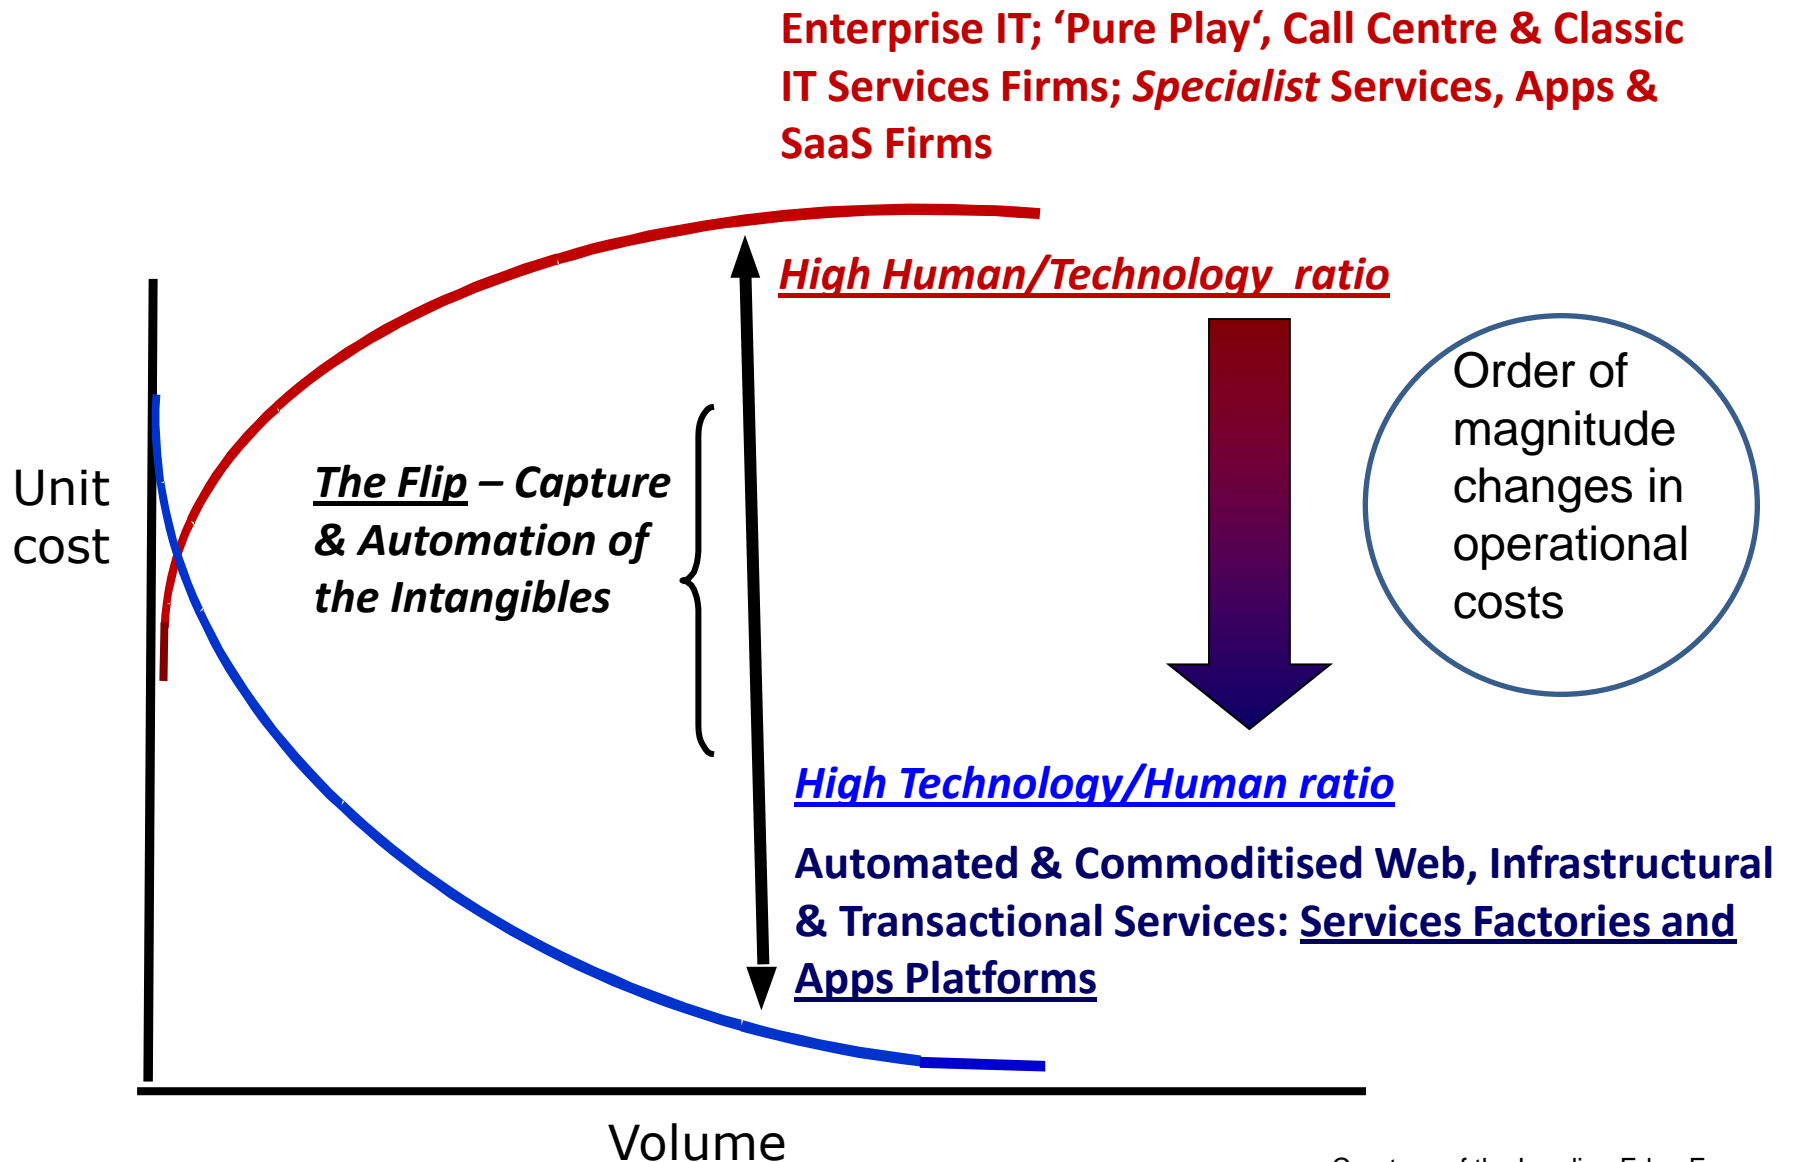 Enterprise IT; ‘Pure Play‘, Call Centre & Classic
IT Services Firms; Specialist Services, Apps &
SaaS Firms
High Human/Technology ratio
Order of
magnitude
changes in
operational
costs
Unit
cost
The Flip – Capture
& Automation of
the Intangibles
High Technology/Human ratio
Automated & Commoditised Web, Infrastructural
& Transactional Services: Services Factories and
Apps Platforms
Volume